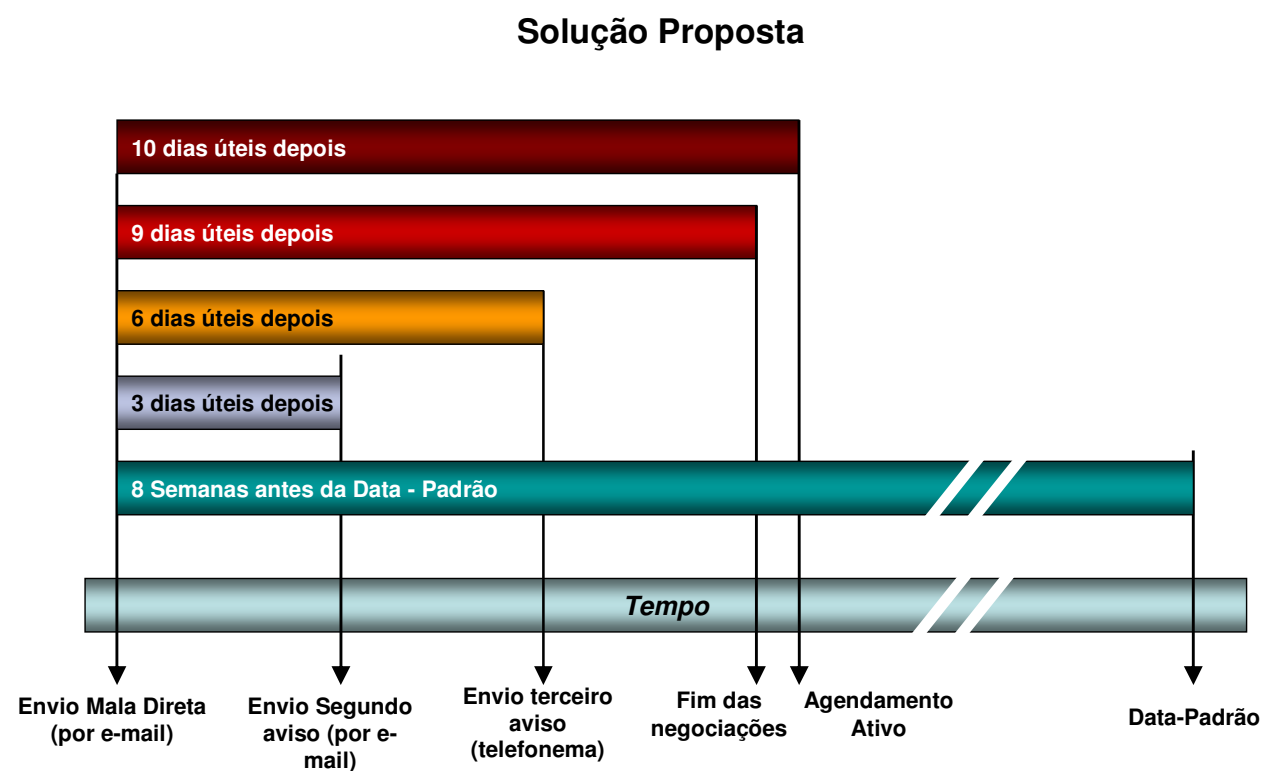 Solução Proposta
10 dias úteis depois
9 dias úteis depois
6 dias úteis depois
3 dias úteis depois
8 Semanas antes da Data - Padrão
Tempo
Envio Mala Direta
(por e-mail)
Envio Segundo
aviso (por e-
mail)
Envio terceiro
aviso
(telefonema)
Fim das
negociações
Agendamento
Ativo
Data-Padrão